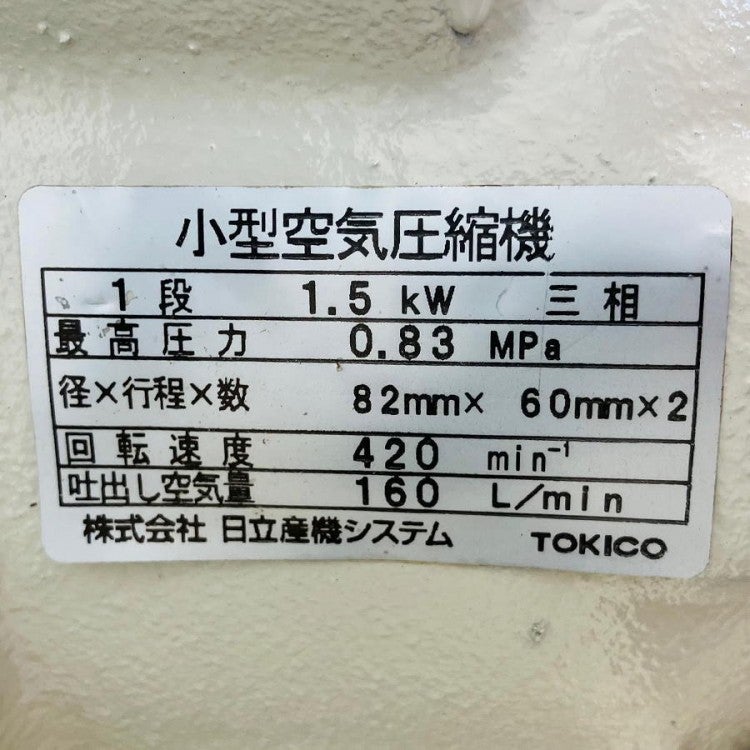 小型空気圧縮機
1段 1.5 kW 三相
最高圧力 0.83 MPa
径×行程×数 82mm× 60mm×2
回転速度 420 min⁻¹
吐出し空気量 160 L/min
株式会社 日立産機システム TOKICO